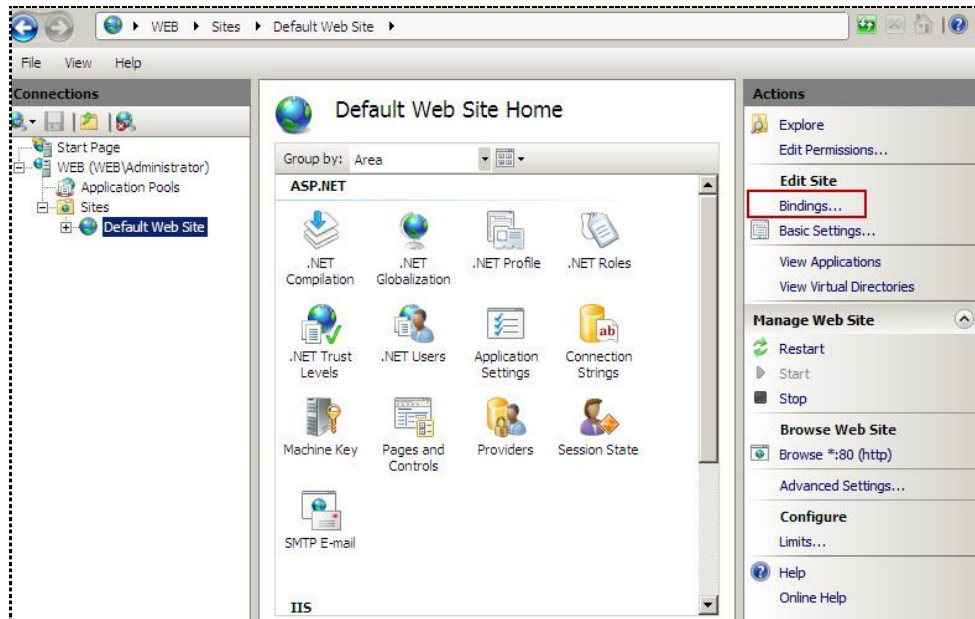 WEB Sites Default Web Site
File View Help
Connections
Start Page
WEB (WEB\Administrator)
Application Pools
Sites
Default Web Site
Default Web Site Home
Group by: Area
ASP.NET
.NET Compilation
.NET Globalization
.NET Profile
.NET Roles
.NET Trust Levels
.NET Users
Application Settings
Connection Strings
Machine Key
Pages and Controls
Providers
Session State
SMTP E-mail
IIS
Actions
Explore
Edit Permissions...
Edit Site
Bindings...
Basic Settings...
View Applications
View Virtual Directories
Manage Web Site
Restart
Start
Stop
Browse Web Site
Browse *:80 (http)
Advanced Settings...
Configure
Limits...
Help
Online Help